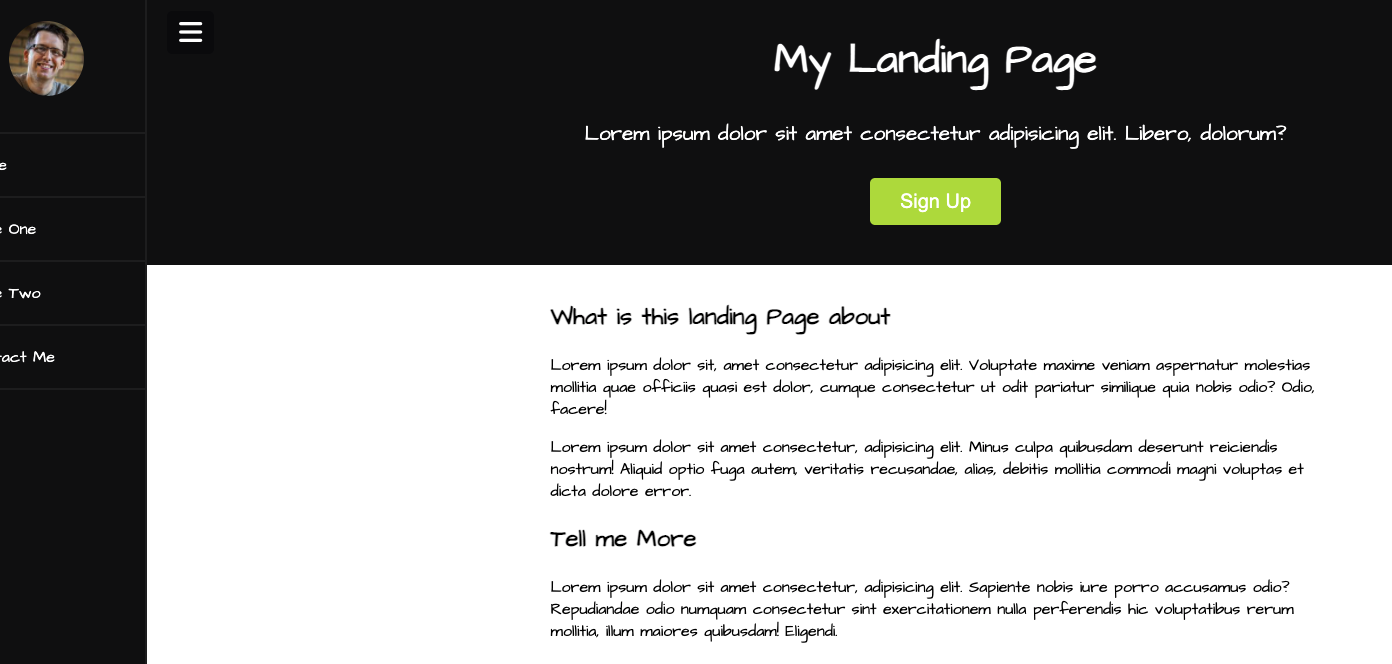 My Landing Page
Lorem ipsum dolor sit amet consectetur adipisicing elit. Libero, dolorum?
Sign Up
e
e One
e Two
tact Me
What is this landing Page about
Lorem ipsum dolor sit, amet consectetur adipisicing elit. Voluptate maxime veniam aspernatur molestias
mollitia quae officiis quasi est dolor, cumque consectetur ut odit pariatur similique quia nobis odio? Odio,
facere!
Lorem ipsum dolor sit amet consectetur, adipisicing elit. Minus culpa quibusdam deserunt reiciendis
nostrum! Aliquid optio fuga autem, veritatis recusandae, alias, debitis mollitia commodi magni voluptas et
dicta dolore error.
Tell me More
Lorem ipsum dolor sit amet consectetur, adipisicing elit. Sapiente nobis iure porro accusamus odio?
Repudiandae odio numquam consectetur sint exercitationem nulla perferendis hic voluptatibus rerum
mollitia, illum maiores quibusdam! Eligendi.